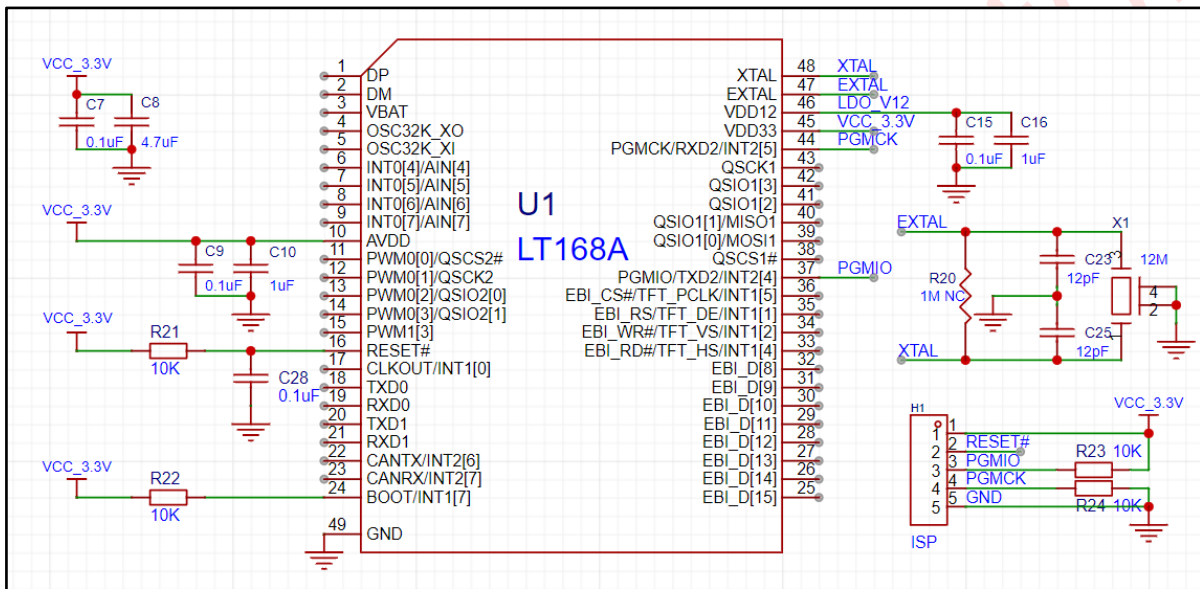 VCC_3.3V
C7
C8
0.1uF
4.7uF
VCC_3.3V
C9
C10
0.1uF
1uF
VCC_3.3V
R21
10K
C28
0.1uF
VCC_3.3V
R22
10K
U1
LT168A
1 DP
2 DM
3 VBAT
4 OSC32K_XO
5 OSC32K_XI
6 INT0[4]/AIN[4]
7 INT0[5]/AIN[5]
8 INT0[6]/AIN[6]
9 INT0[7]/AIN[7]
10 AVDD
11 PWM0[0]/QSCS2#
12 PWM0[1]/QSCK2
13 PWM0[2]/QSIO2[0]
14 PWM0[3]/QSIO2[1]
15 PWM1[3]
16 RESET#
17 CLKOUT/INT1[0]
18 TXD0
19 RXD0
20 TXD1
21 RXD1
22 CANTX/INT2[6]
23 CANRX/INT2[7]
24 BOOT/INT1[7]
49 GND
XTAL 48 XTAL
EXTAL 47 EXTAL
VDD12 46 LDO_V12
VDD33 45 VCC_3.3V
PGMCK/RXD2/INT2[5] 44 PGMCK
QSCK1 43
QSIO1[3] 42
QSIO1[2] 41
QSIO1[1]/MISO1 40
QSIO1[0]/MOSI1 39
QSCS1# 38
PGMIO/TXD2/INT2[4] 37 PGMIO
EBI_CS#/TFT_PCLK/INT1[5] 36
EBI_RS/TFT_DE/INT1[1] 35
EBI_WR#/TFT_VS/INT1[2] 34
EBI_RD#/TFT_HS/INT1[4] 33
EBI_D[8] 32
EBI_D[9] 31
EBI_D[10] 30
EBI_D[11] 29
EBI_D[12] 28
EBI_D[13] 27
EBI_D[14] 26
EBI_D[15] 25
C15
C16
0.1uF
1uF
EXTAL
X1
C23
12pF
3
12M
R20
1M NC
4
2
C25
12pF
1
XTAL
H1
VCC_3.3V
1 1
2 2 RESET#
3 3 PGMIO
R23 10K
4 4 PGMCK
5 5 GND
R24 10K
ISP